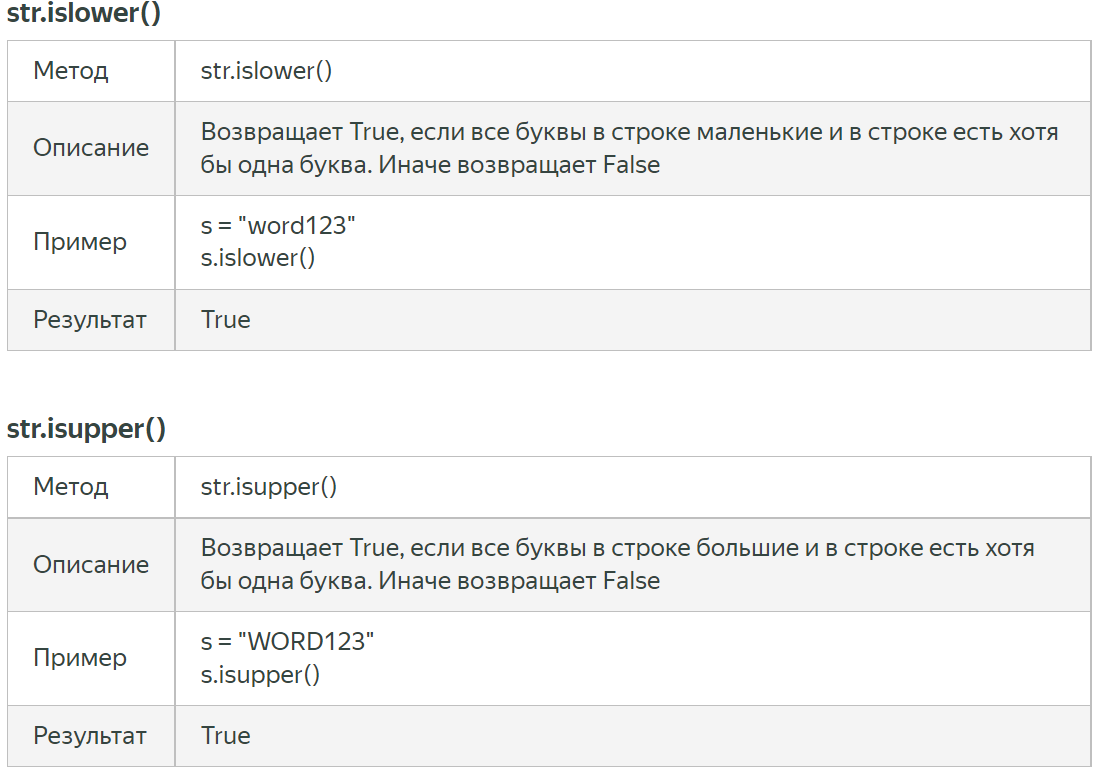 str.islower()
Метод
str.islower()
Описание
Возвращает True, если все буквы в строке маленькие и в строке есть хотя
бы одна буква. Иначе возвращает False
Пример
s = "word123"
s.islower()
Результат
True
str.isupper()
Метод
str.isupper()
Описание
Возвращает True, если все буквы в строке большие и в строке есть хотя
бы одна буква. Иначе возвращает False
Пример
s = "WORD123"
s.isupper()
Результат
True